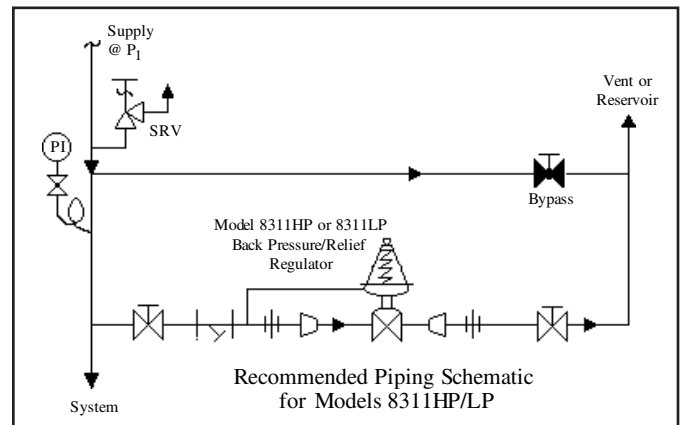 Supply
@ P1
SRV
PI
Vent or
Reservoir
Bypass
Model 8311HP or 8311LP
Back Pressure/Relief
Regulator
Recommended Piping Schematic
for Models 8311HP/LP
System